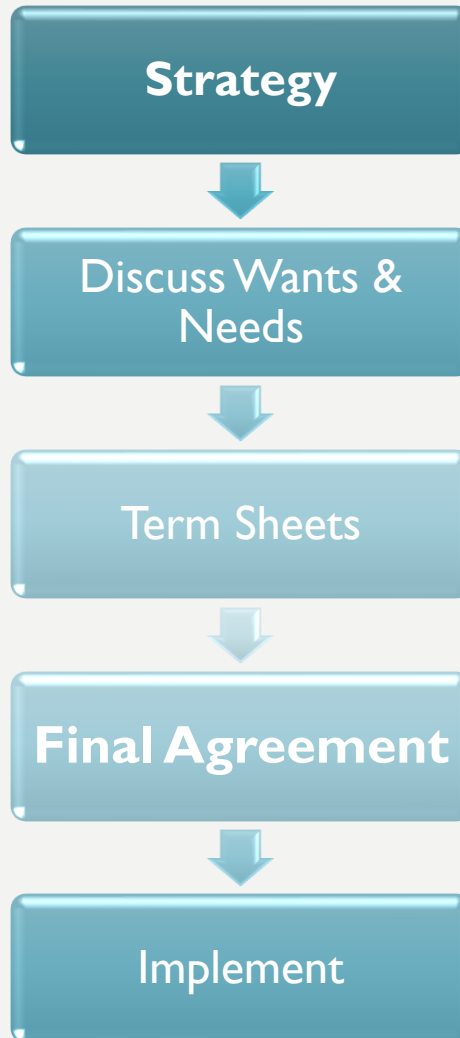 Strategy
Discuss Wants &
Needs
Term Sheets
Final Agreement
Implement